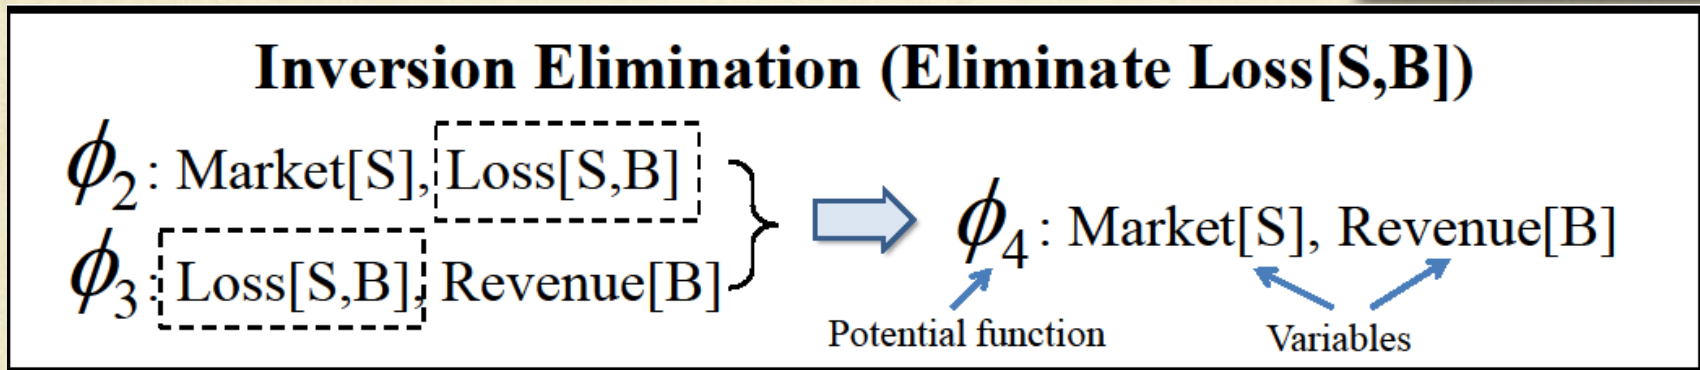 Inversion Elimination (Eliminate Loss[S,B])
ϕ2: Market[S], Loss[S,B]
ϕ3: Loss[S,B], Revenue[B]
ϕ4: Market[S], Revenue[B]
Potential function
Variables